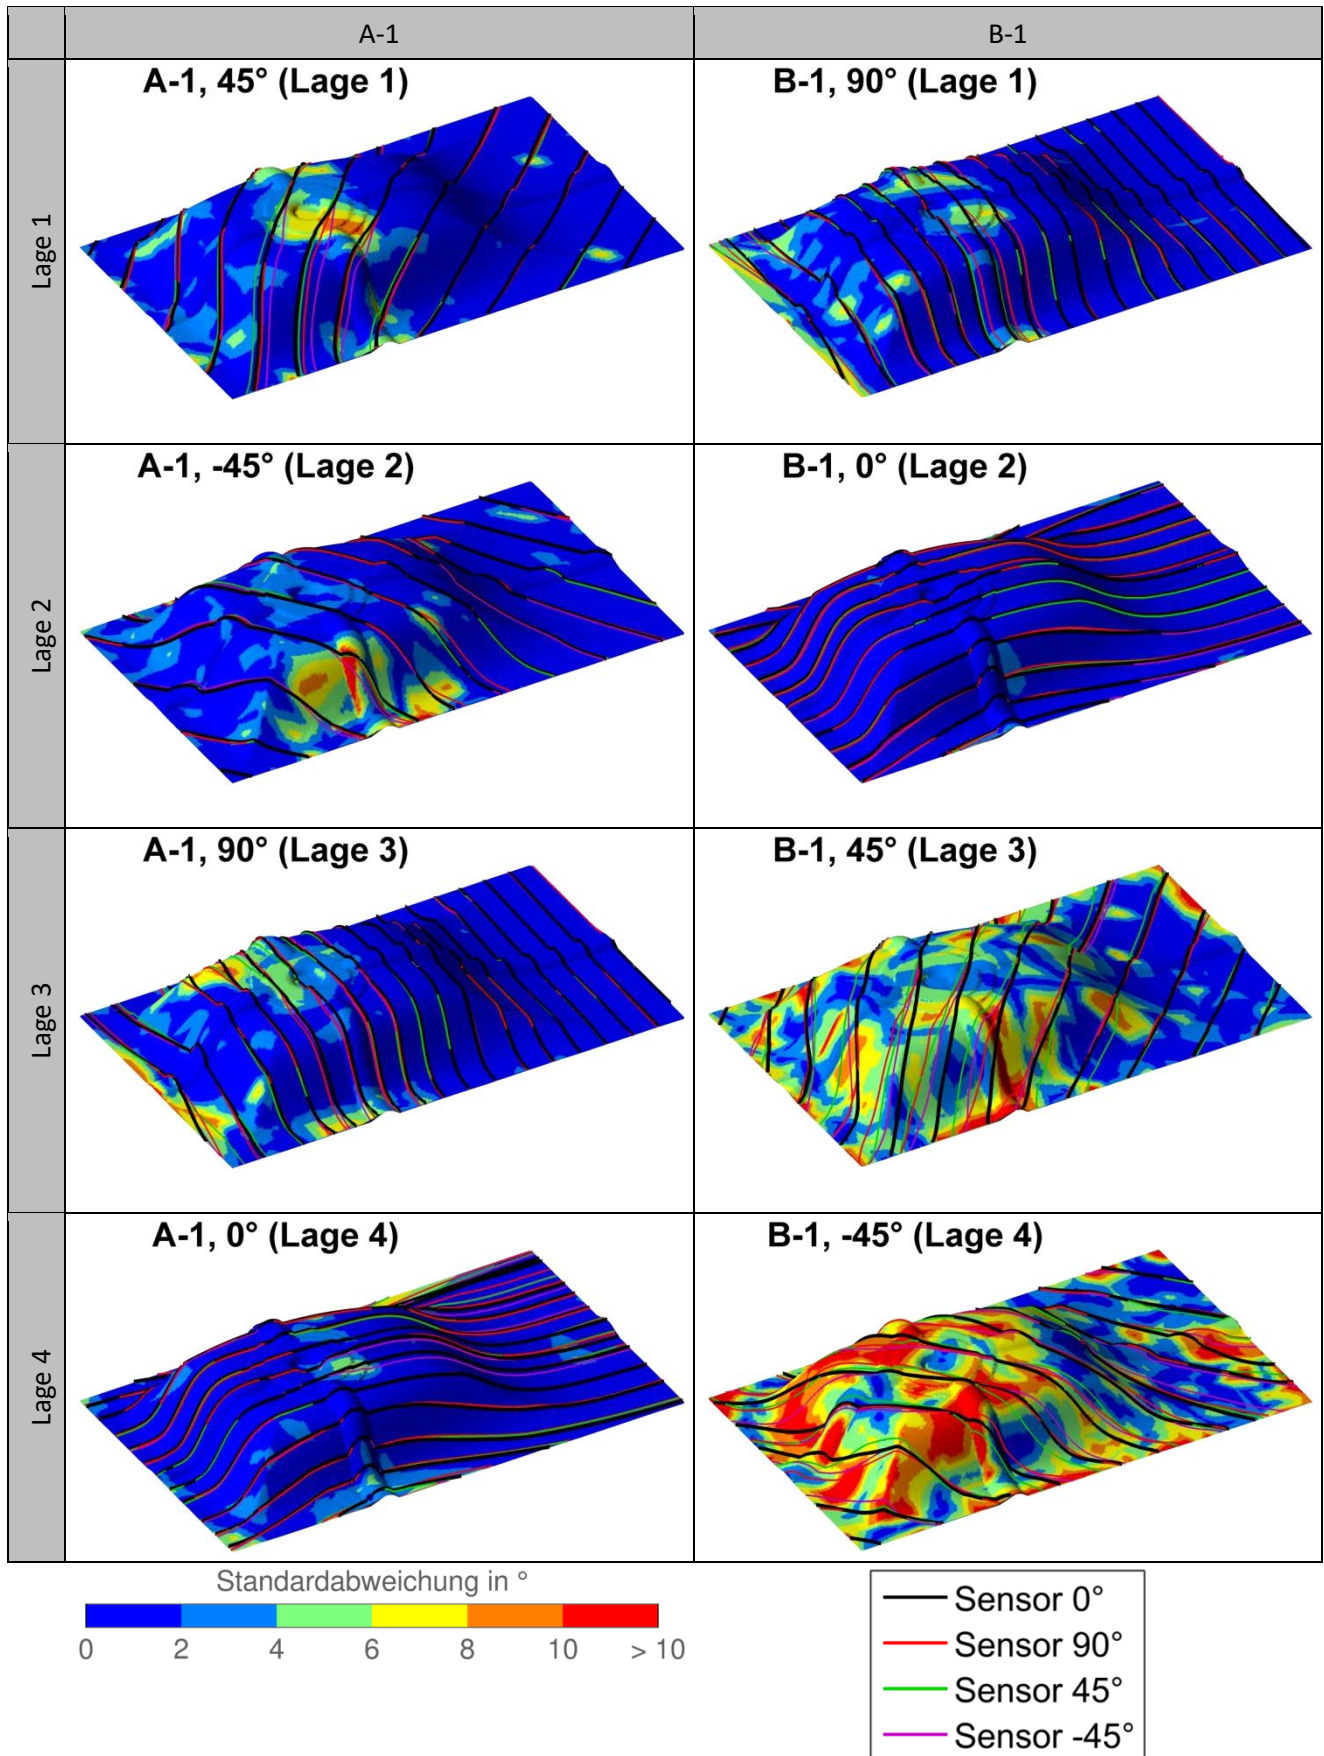 A-1
B-1
Lage 1
A-1, 45° (Lage 1)
B-1, 90° (Lage 1)
Lage 2
A-1, -45° (Lage 2)
B-1, 0° (Lage 2)
Lage 3
A-1, 90° (Lage 3)
B-1, 45° (Lage 3)
Lage 4
A-1, 0° (Lage 4)
B-1, -45° (Lage 4)
Standardabweichung in °
0 2 4 6 8 10 > 10
Sensor 0°
Sensor 90°
Sensor 45°
Sensor -45°